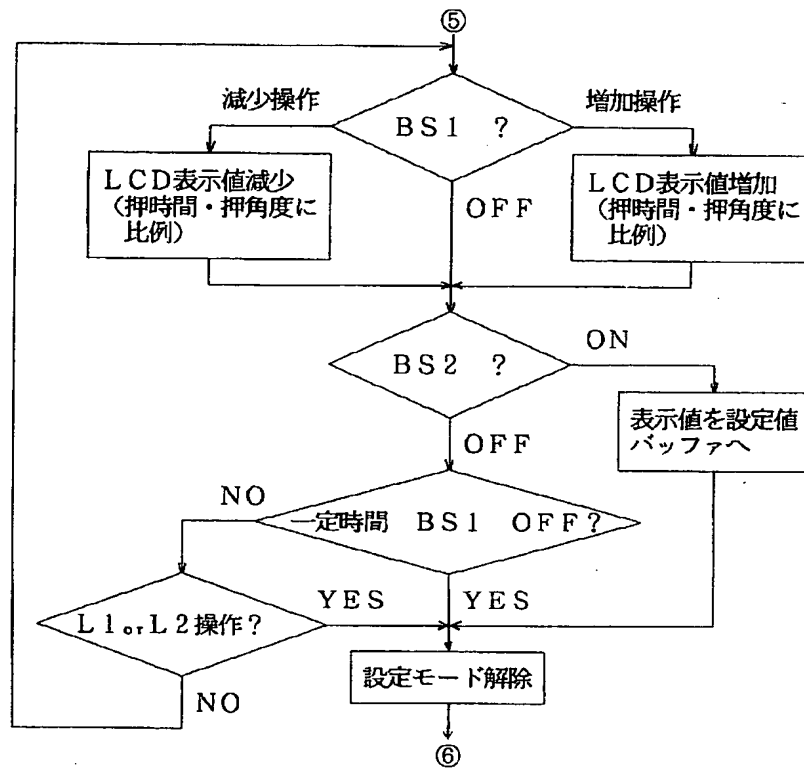 ⑤
減少操作
BS1 ?
増加操作
LCD表示値減少
(押時間・押角度に
比例)
OFF
LCD表示値増加
(押時間・押角度に
比例)
BS2 ?
ON
表示値を設定値
バッファへ
OFF
NO
一定時間 BS1 OFF?
L1orL2操作?
YES
YES
NO
設定モード解除
⑥